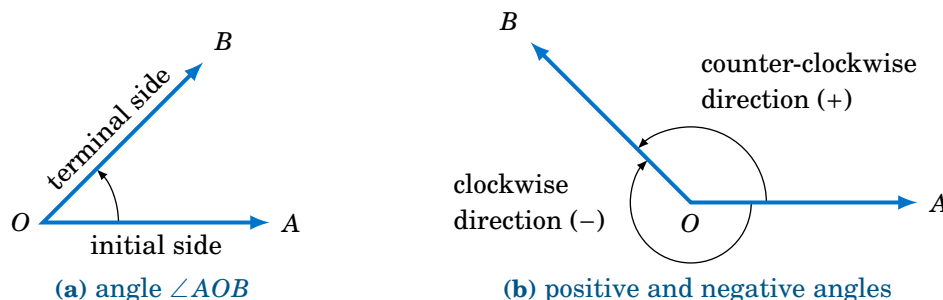 B
terminal side
O
A
initial side
(a) angle ∠AOB
B
counter-clockwise
direction (+)
clockwise
direction (−)
O
A
(b) positive and negative angles